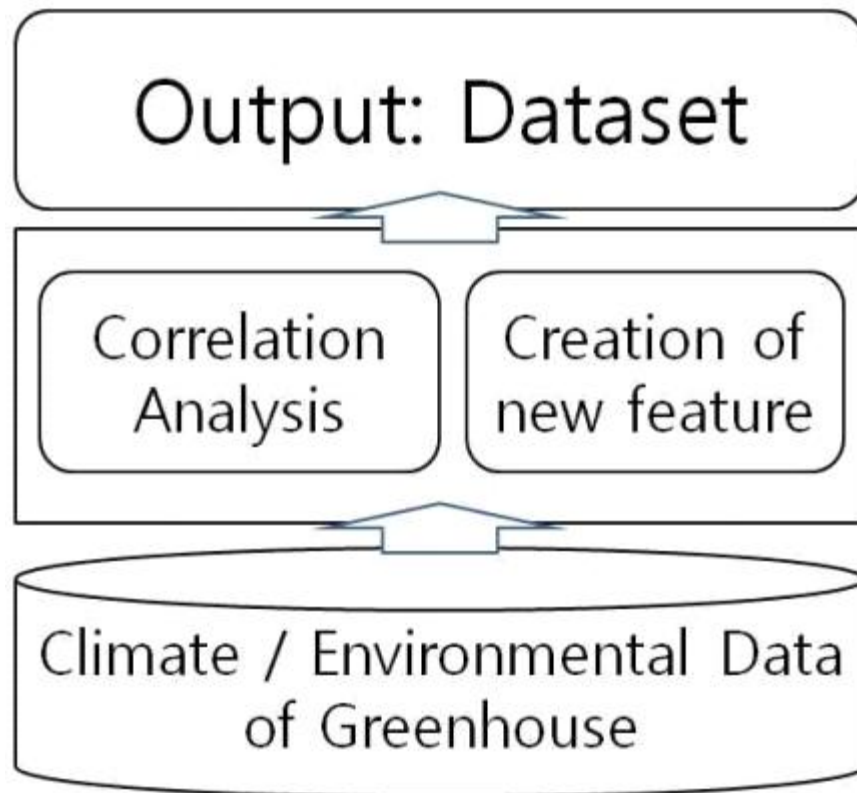 Output: Dataset
Correlation
Analysis
Creation of
new feature
Climate / Environmental Data
of Greenhouse